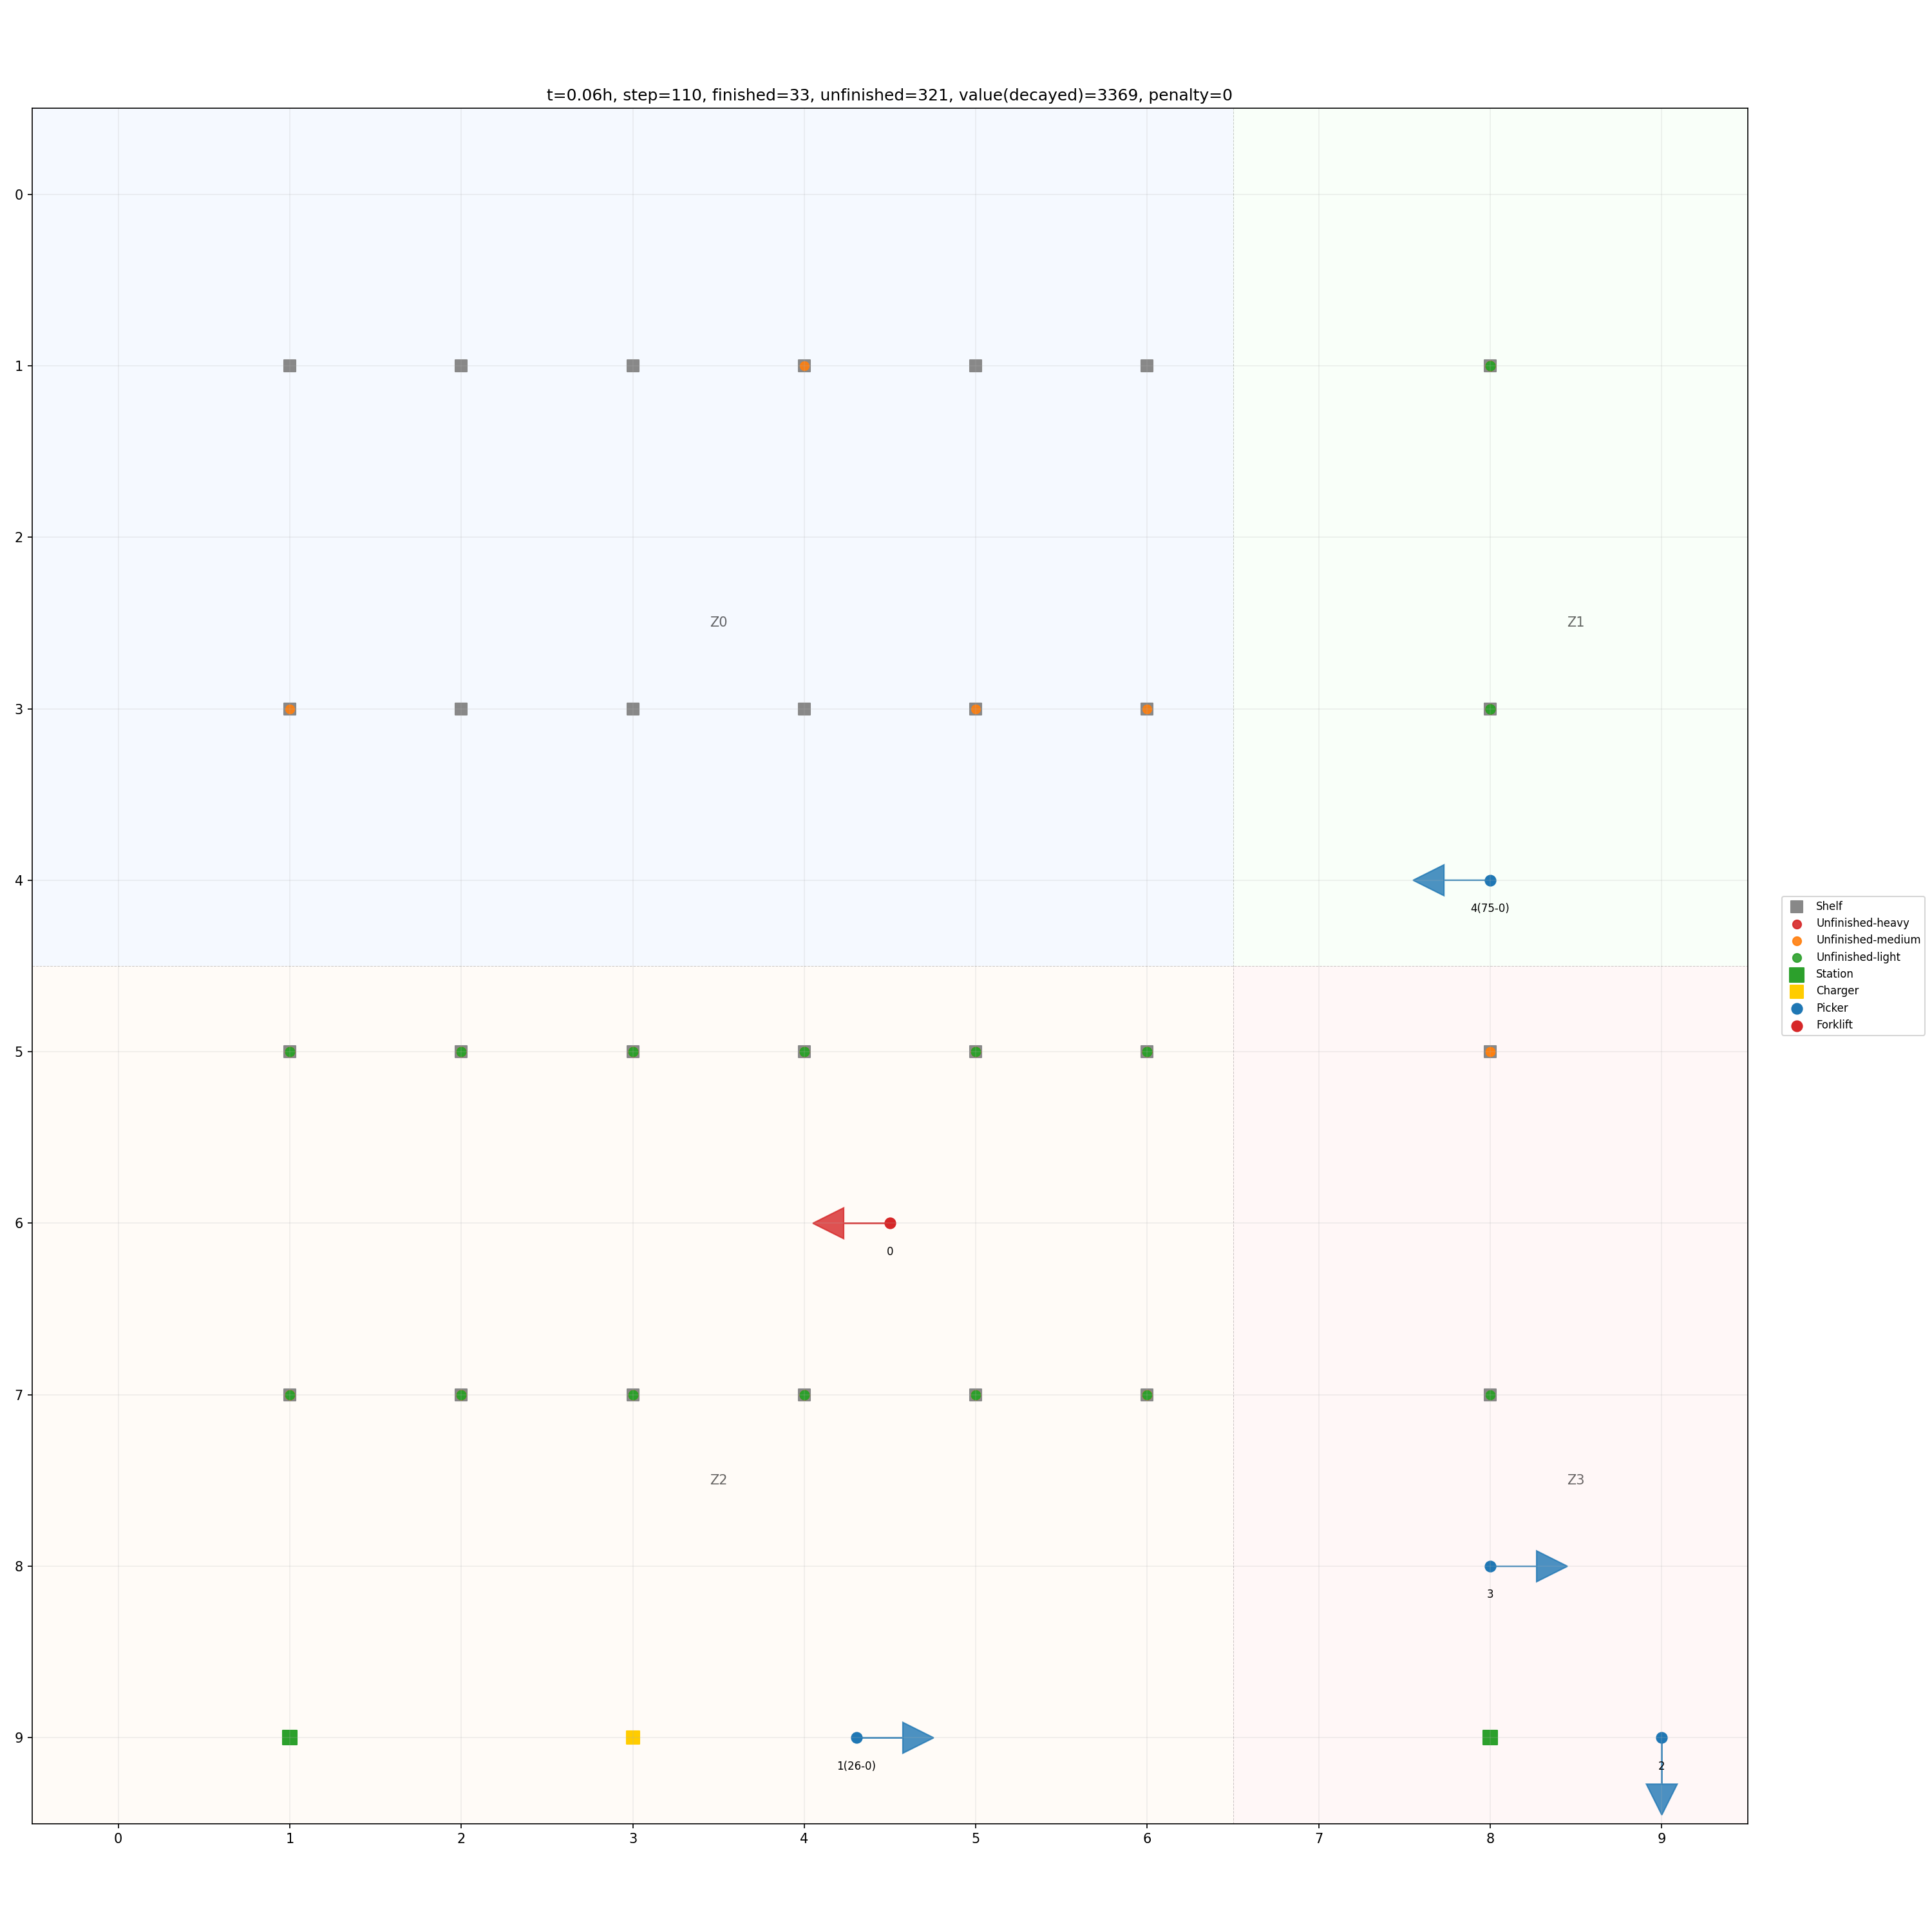 t=0.06h, step=110, finished=33, unfinished=321, value(decayed)=3369, penalty=0
0
1
2
Z0
Z1
3
4
4(75-0)
Shelf
Unfinished-heavy
Unfinished-medium
Unfinished-light
Station
Charger
Picker
Forklift
5
6
0
7
Z2
Z3
8
3
9
1(26-0)
2
0 1 2 3 4 5 6 7 8 9